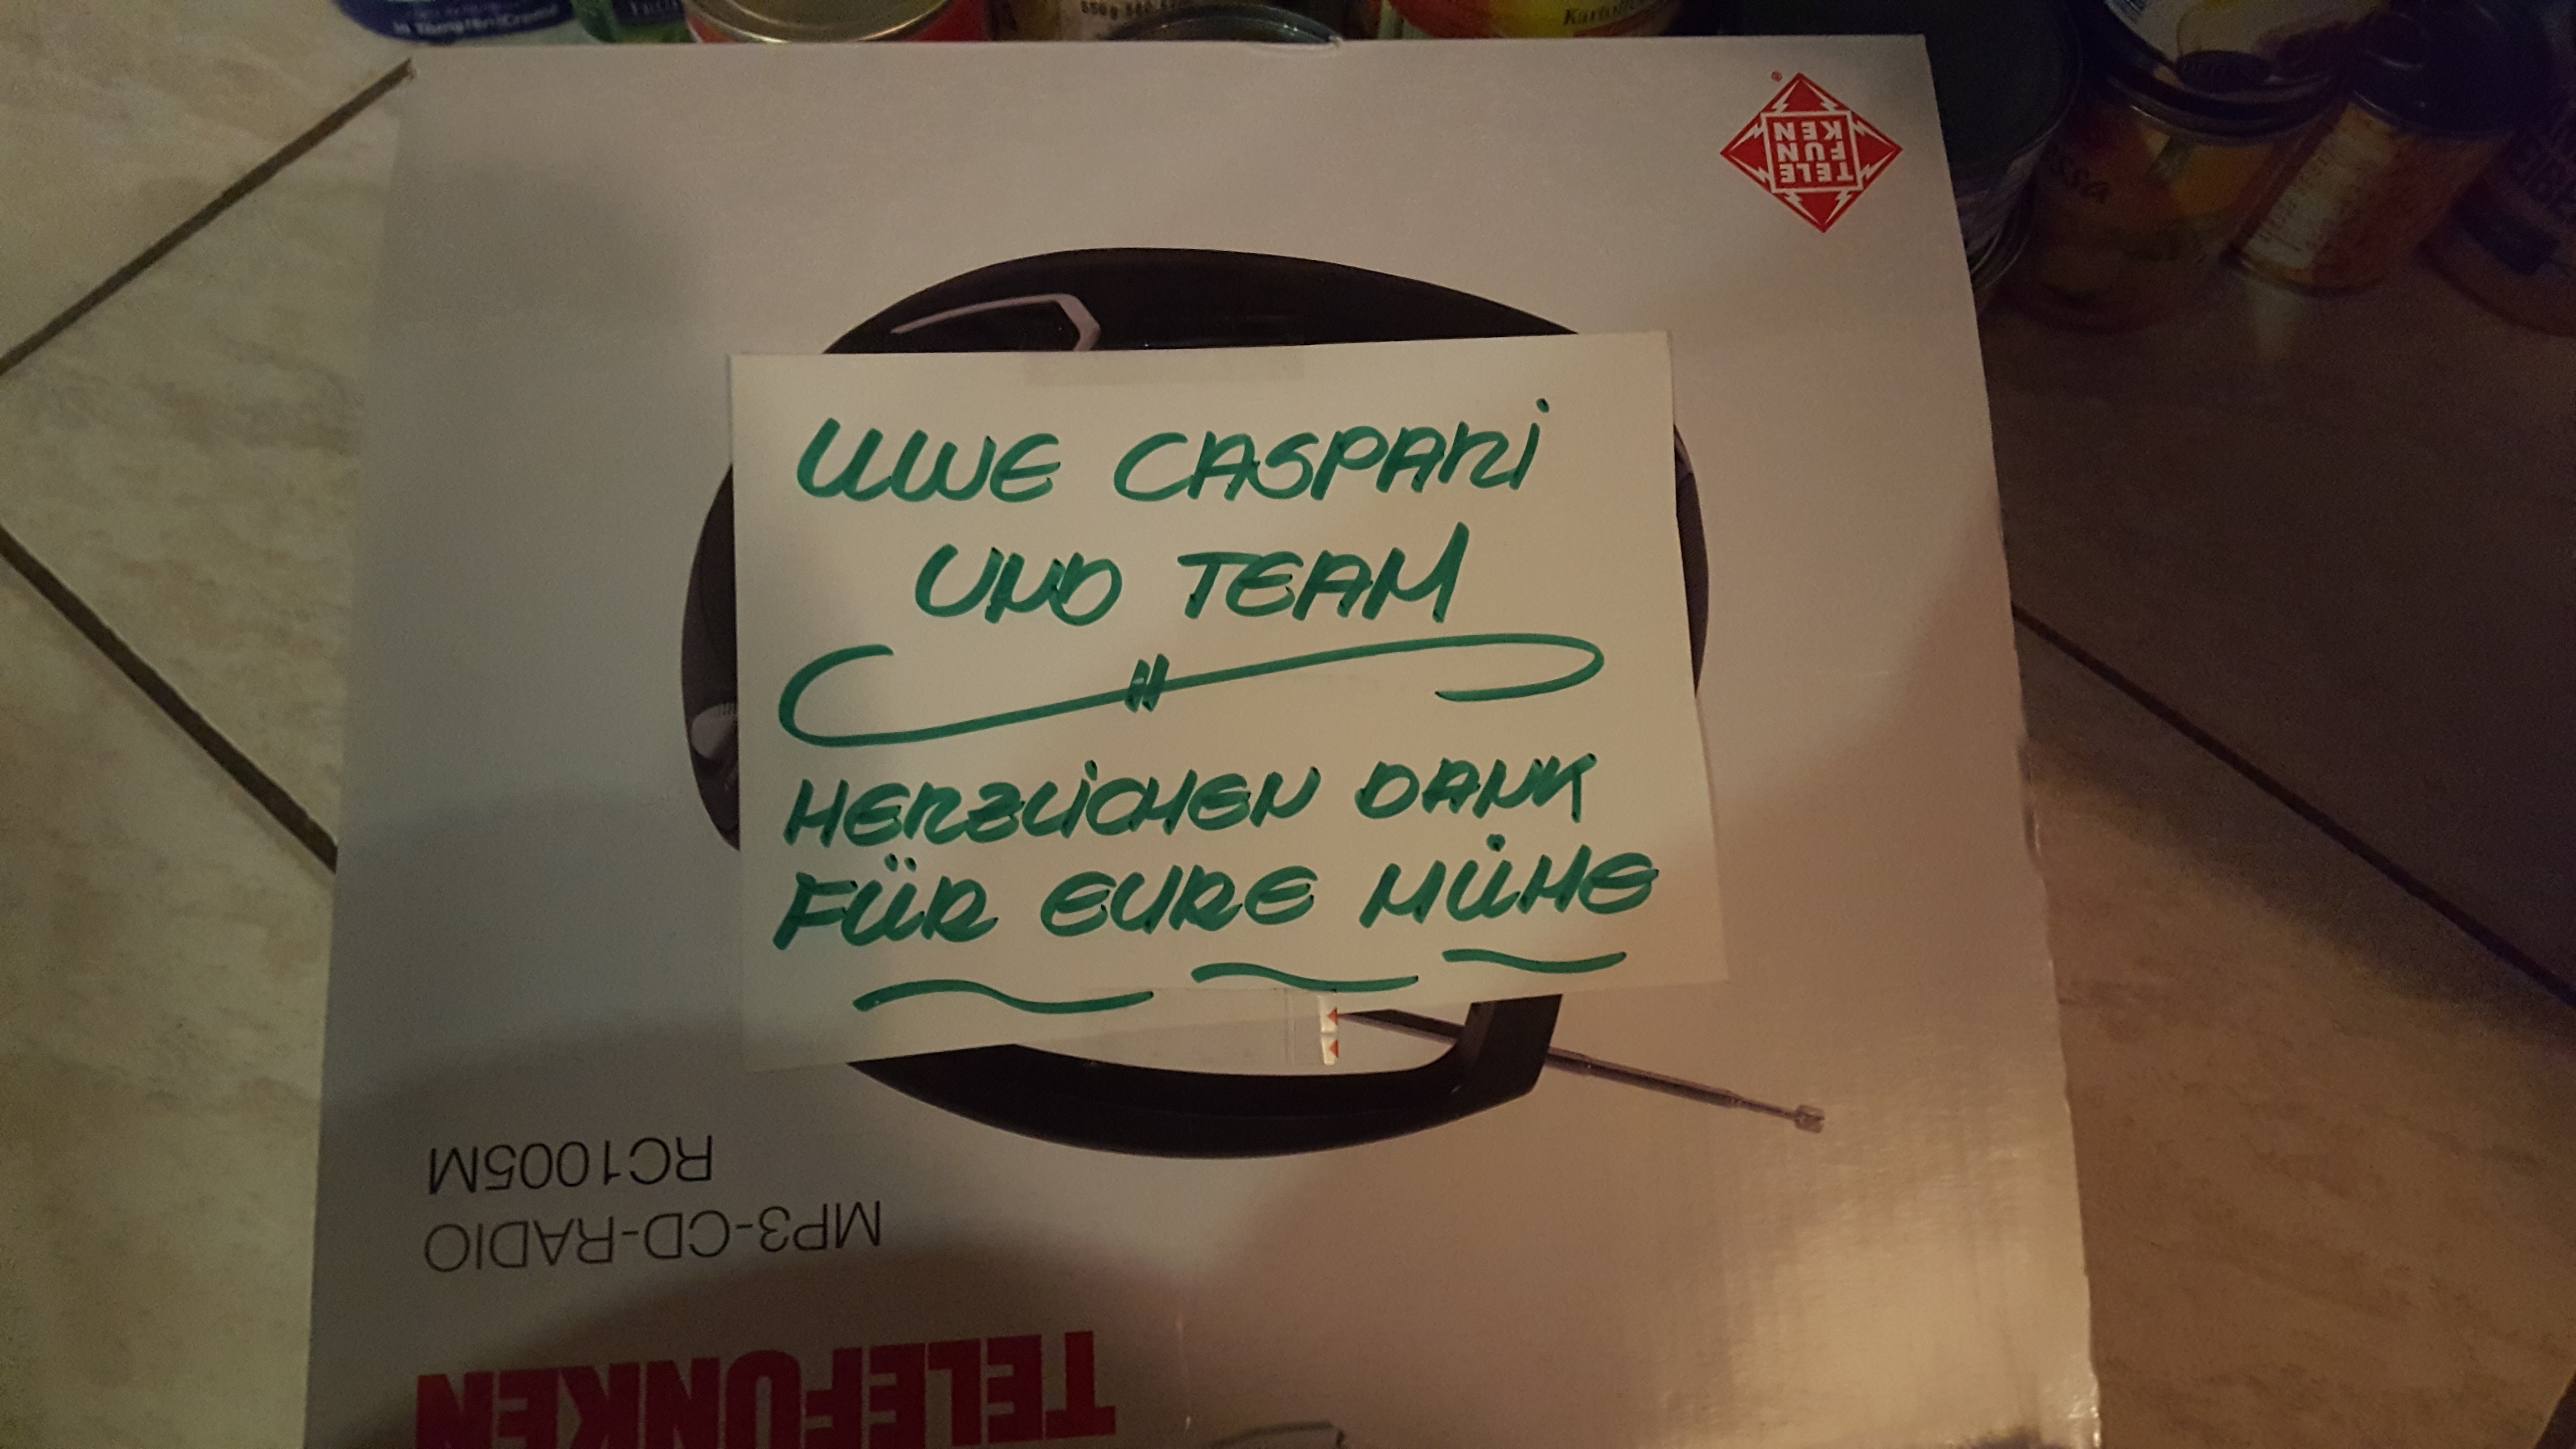 UWE CASPARi
UND TEAM
HERZLiCHEN DANK
FÜR EURE MÜHE
TELE
FUN
KEN
®
RC1005M
MP3-CD-RADIO
TELEFUNKEN